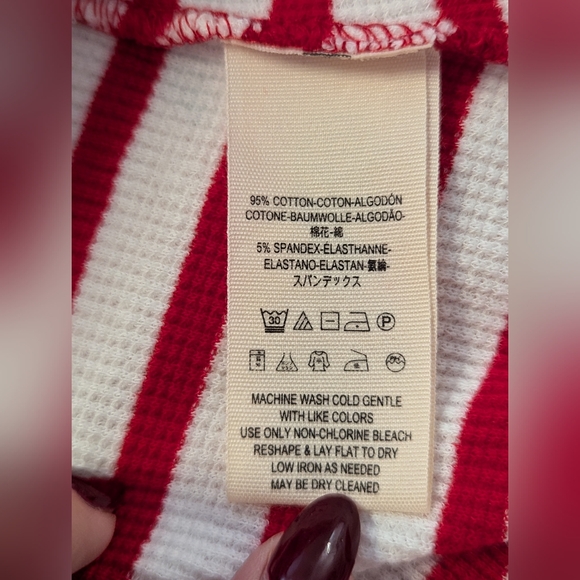 95% COTTON-COTON-ALGODÓN
COTONE-BAUMWOLLE-ALGODÃO-
棉花-綿
5% SPANDEX-ÉLASTHANNE-
ELASTANO-ELASTAN-氨綸-
スパンデックス
30 P
MACHINE WASH COLD GENTLE
WITH LIKE COLORS
USE ONLY NON-CHLORINE BLEACH
RESHAPE & LAY FLAT TO DRY
LOW IRON AS NEEDED
MAY BE DRY CLEANED